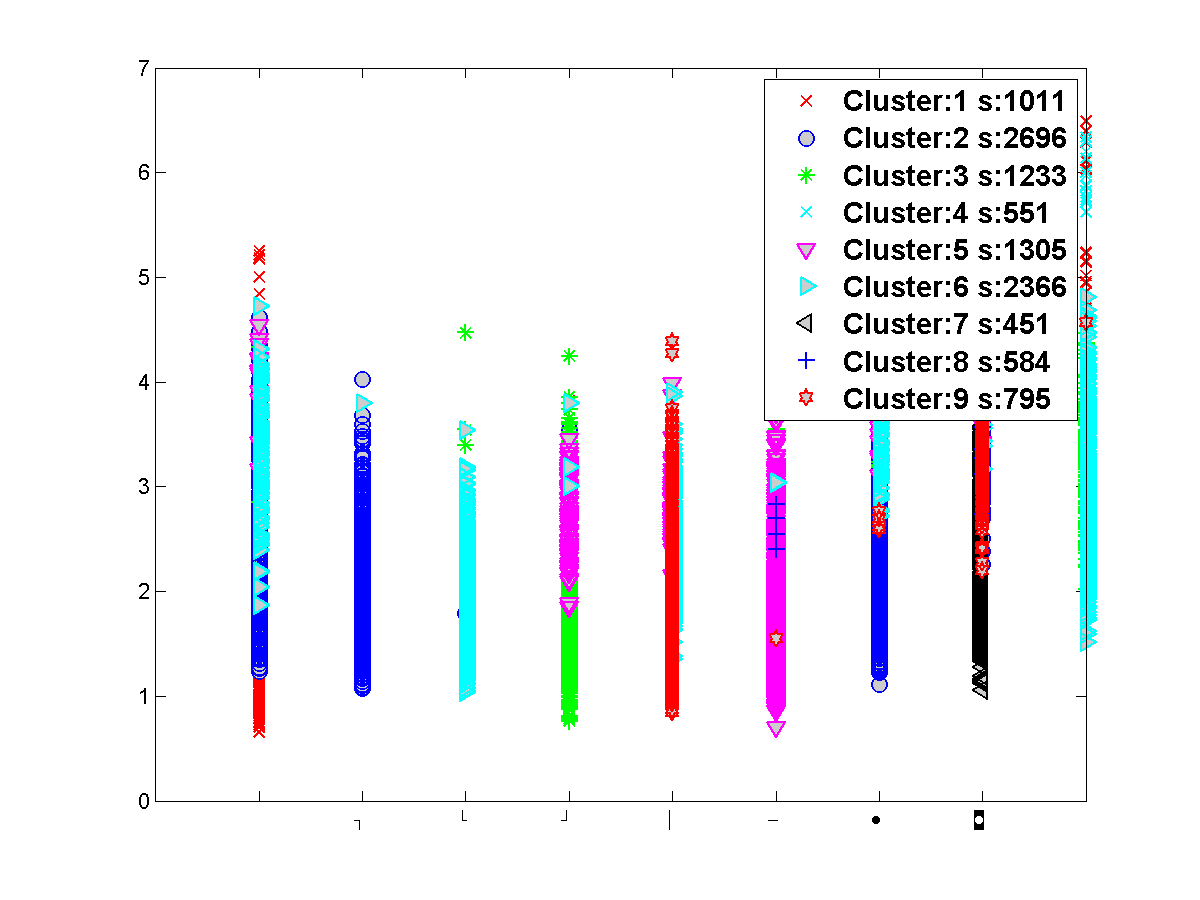 7
6
5
4
3
2
1
0
Cluster:1 s:1011
Cluster:2 s:2696
Cluster:3 s:1233
Cluster:4 s:551
Cluster:5 s:1305
Cluster:6 s:2366
Cluster:7 s:451
Cluster:8 s:584
Cluster:9 s:795
┐ └ ┘ │ ─ • ◘